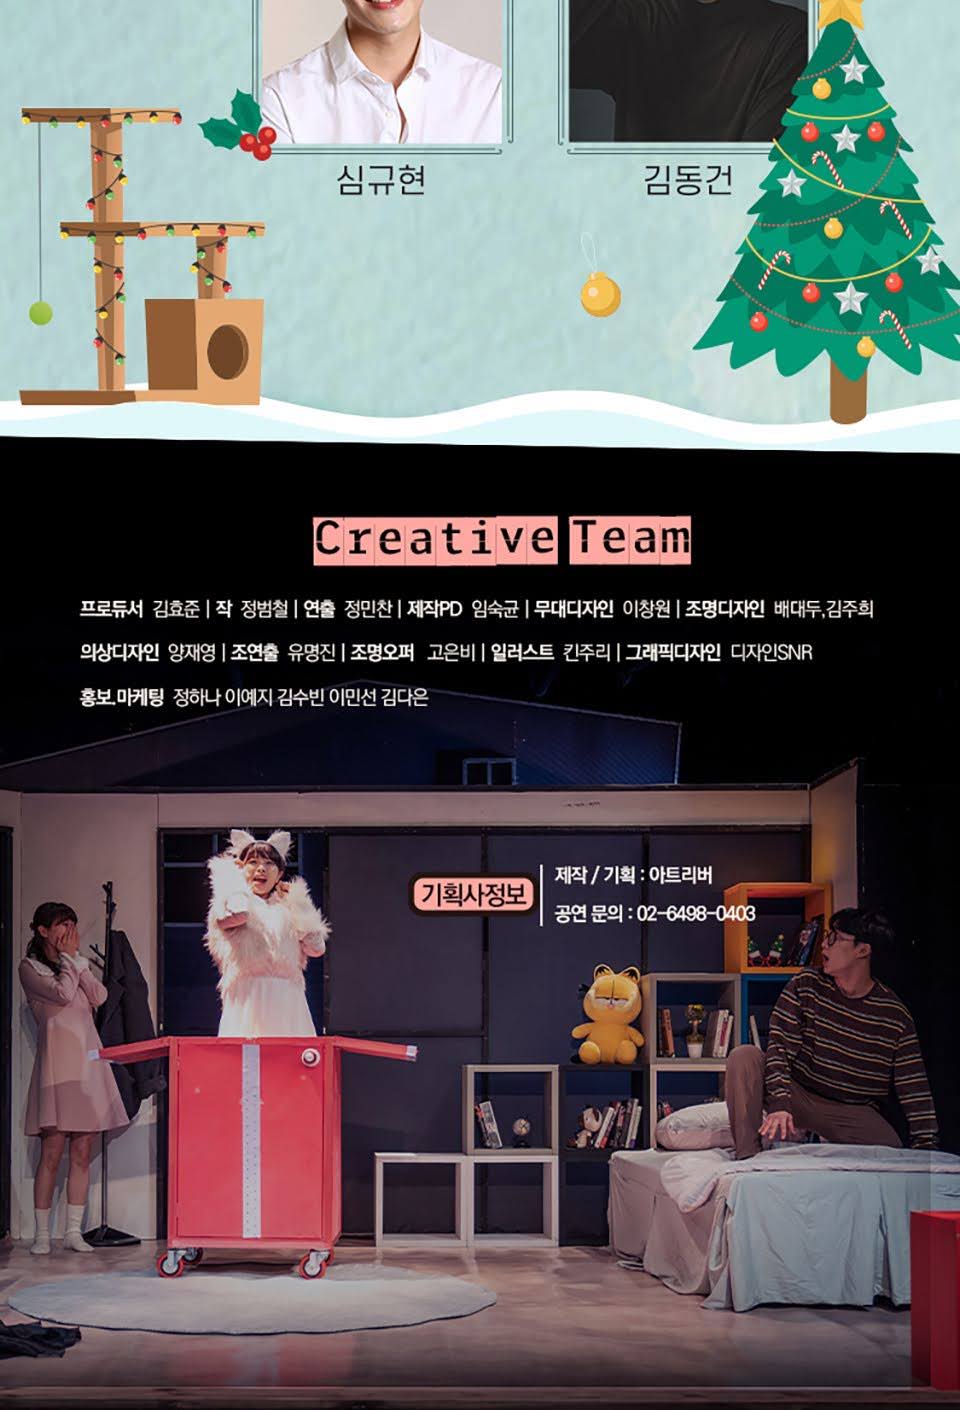 심규현
김동건
Creative Team
프로듀서 김효준 | 작 정범철 | 연출 정민찬 | 제작PD 임숙균 | 무대디자인 이창원 | 조명디자인 배대두,김주희
의상디자인 양재영 | 조연출 유명진 | 조명오퍼 고은비 | 일러스트 킨주리 | 그래픽디자인 디자인SNR
홍보.마케팅 정하나 이예지 김수빈 이민선 김다은
기획사정보
제작 / 기획 : 아트리버
공연 문의 : 02-6498-0403